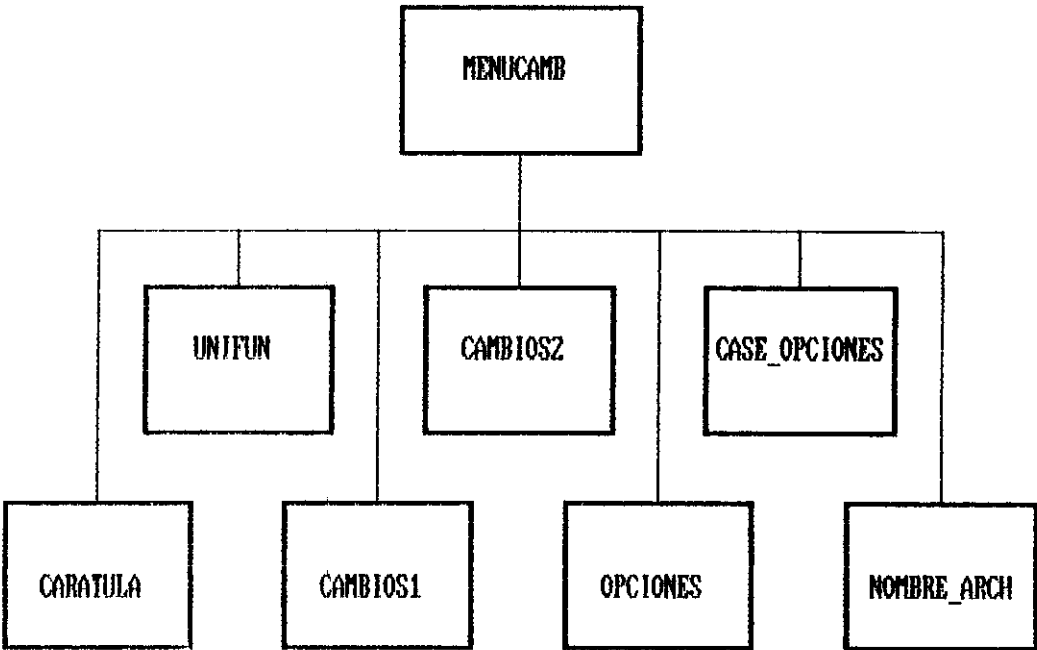 MENUCAMB
UNIFUN
CAMBIOS2
CASE_OPCIONES
CARATULA
CAMBIOS1
OPCIONES
NOMBRE_ARCH